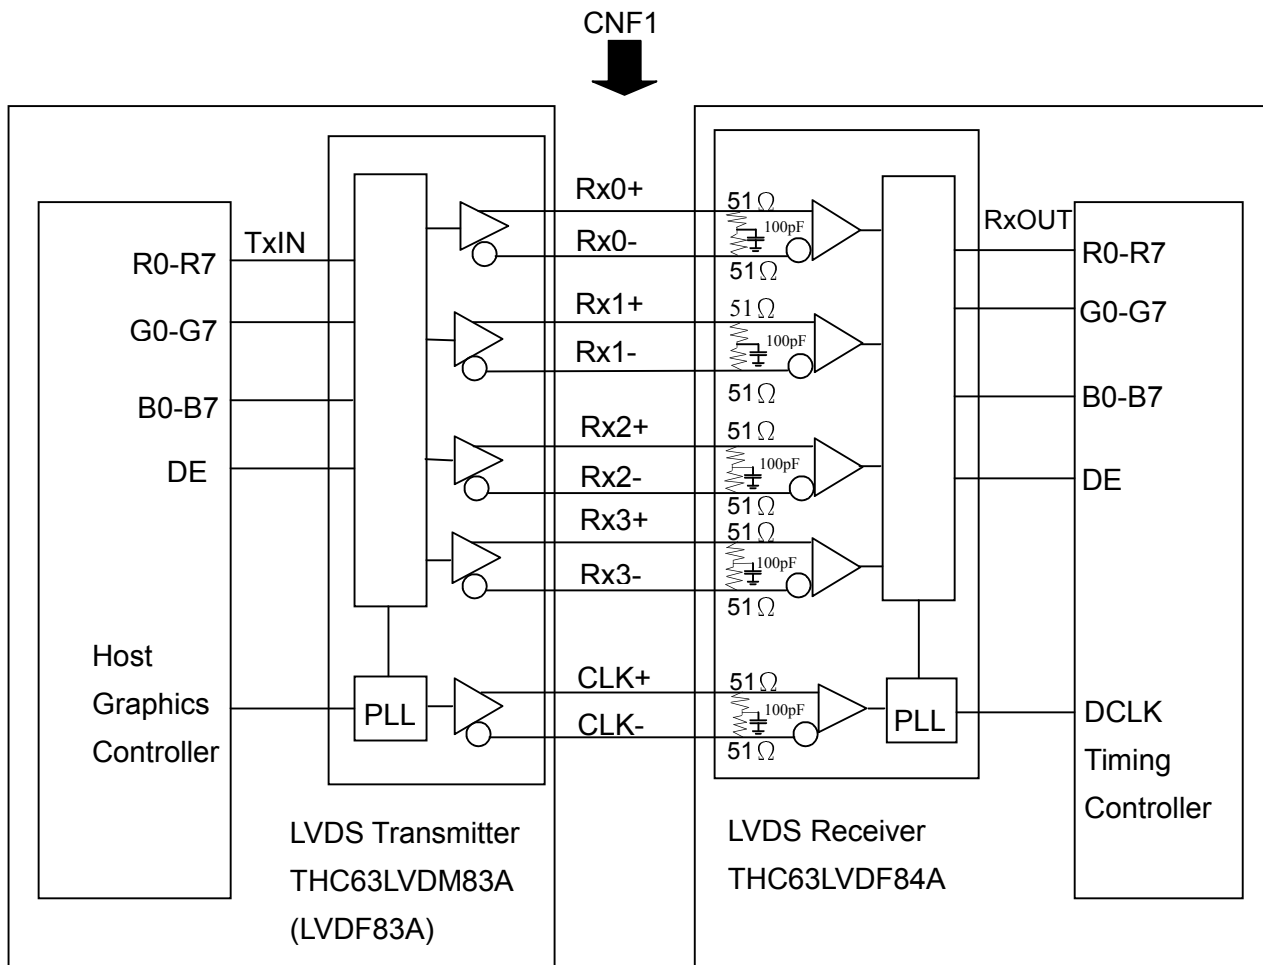 CNF1
TxIN
R0-R7
G0-G7
B0-B7
DE
Host
Graphics
Controller
PLL
LVDS Transmitter
THC63LVDM83A
(LVDF83A)
Rx0+
Rx0-
Rx1+
Rx1-
Rx2+
Rx2-
Rx3+
Rx3-
CLK+
CLK-
51Ω
100pF
51Ω
51Ω
100pF
51Ω
51Ω
100pF
51Ω
51Ω
100pF
51Ω
51Ω
100pF
51Ω
PLL
LVDS Receiver
THC63LVDF84A
RxOUT
R0-R7
G0-G7
B0-B7
DE
DCLK
Timing
Controller